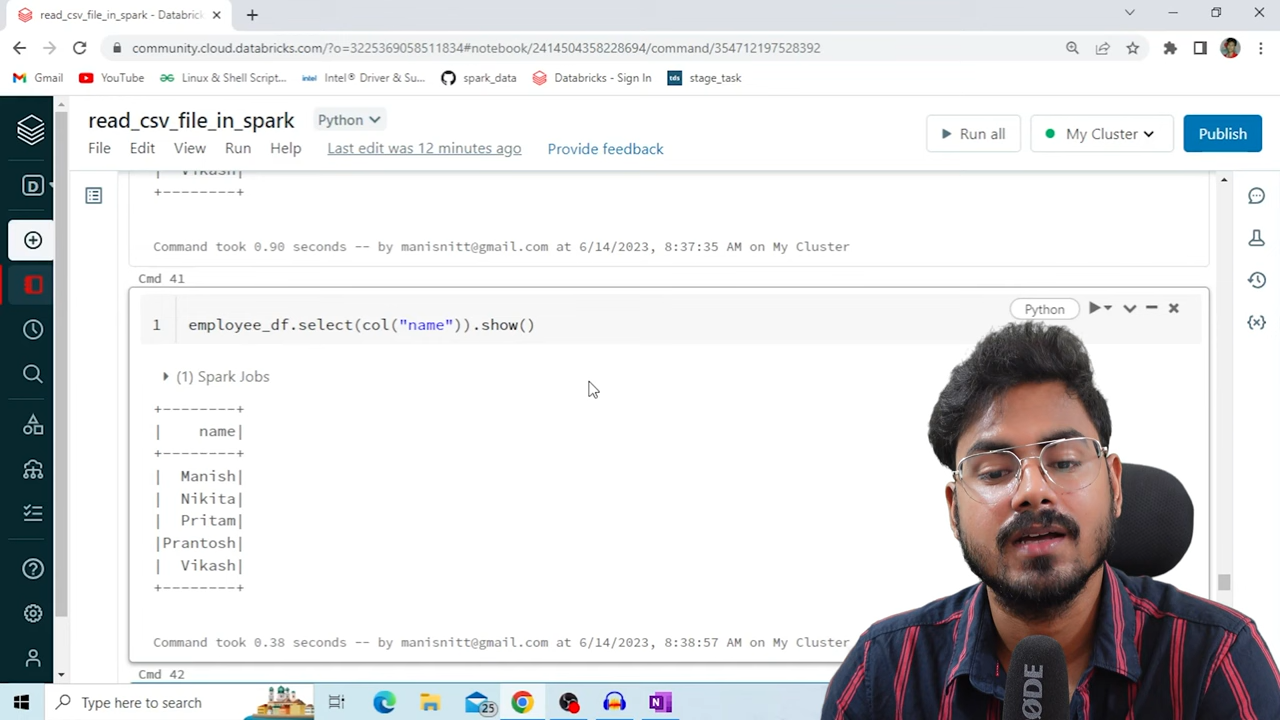 read_csv_file_in_spark - Databric
community.cloud.databricks.com/?o=3225369058511834#notebook/2414504358228694/command/354712197528392
Gmail
YouTube
Linux & Shell Script...
intel
Intel® Driver & Su...
spark_data
Databricks - Sign In
tds
stage_task
read_csv_file_in_spark
Python
Run all
My Cluster
Publish
File Edit View Run Help
Last edit was 12 minutes ago
Provide feedback
D
| Vikash|
+--------+
Command took 0.90 seconds -- by manisnitt@gmail.com at 6/14/2023, 8:37:35 AM on My Cluster
Cmd 41
Python
1 employee_df.select(col("name")).show()
(1) Spark Jobs
+--------+
| name|
+--------+
| Manish|
| Nikita|
| Pritam|
|Prantosh|
| Vikash|
+--------+
Command took 0.38 seconds -- by manisnitt@gmail.com at 6/14/2023, 8:38:57 AM on My Cluster
Cmd 42
Type here to search
25
N